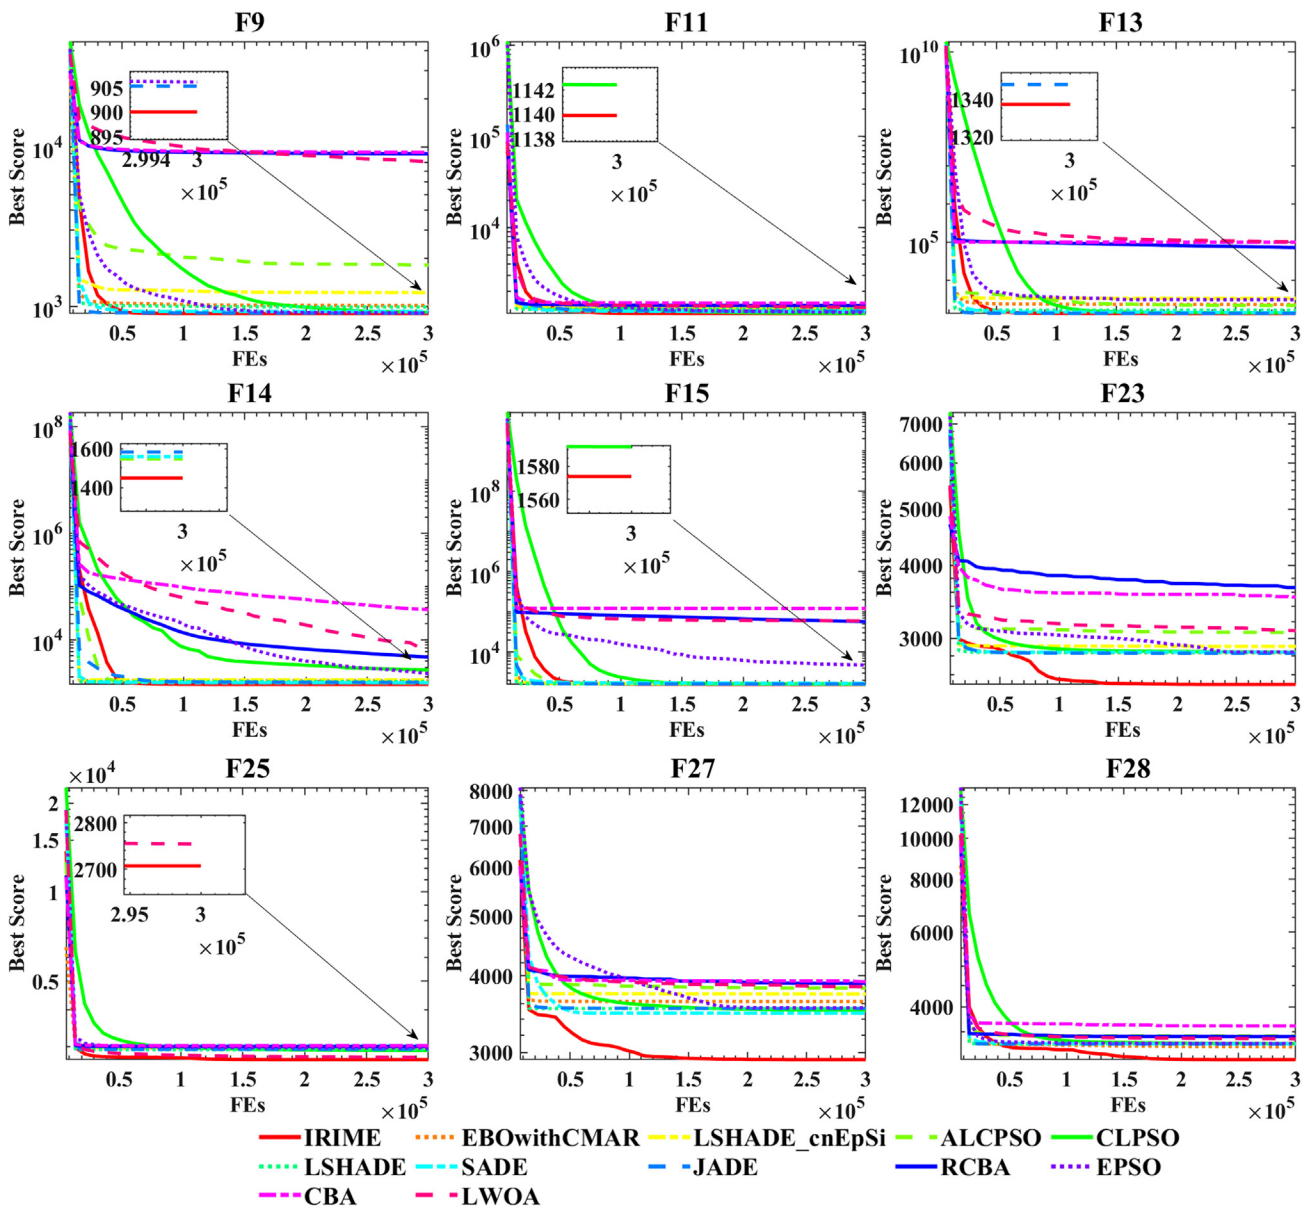 F9
Best Score
10^4
10^3
905
900
895
2.994 3
×10^5
0.5 1 1.5 2 2.5 3
FEs
×10^5
F11
Best Score
10^6
10^5
10^4
1142
1140
1138
3
×10^5
0.5 1 1.5 2 2.5 3
FEs
×10^5
F13
Best Score
10^10
10^5
1340
1320
3
×10^5
0.5 1 1.5 2 2.5 3
FEs
×10^5
F14
Best Score
10^8
10^6
10^4
1600
1400
3
×10^5
0.5 1 1.5 2 2.5 3
FEs
×10^5
F15
Best Score
10^8
10^6
10^4
1580
1560
3
×10^5
0.5 1 1.5 2 2.5 3
FEs
×10^5
F23
Best Score
7000
6000
5000
4000
3000
0.5 1 1.5 2 2.5 3
FEs
×10^5
F25
×10^4
Best Score
2
1.5
1
0.5
2800
2700
2.95 3
×10^5
0.5 1 1.5 2 2.5 3
FEs
×10^5
F27
Best Score
8000
7000
6000
5000
4000
3000
0.5 1 1.5 2 2.5 3
FEs
×10^5
F28
Best Score
12000
10000
8000
6000
4000
0.5 1 1.5 2 2.5 3
FEs
×10^5
IRIME EBOwithCMAR LSHADE_cnEpSi ALCPSO CLPSO
LSHADE SADE JADE RCBA EPSO
CBA LWOA